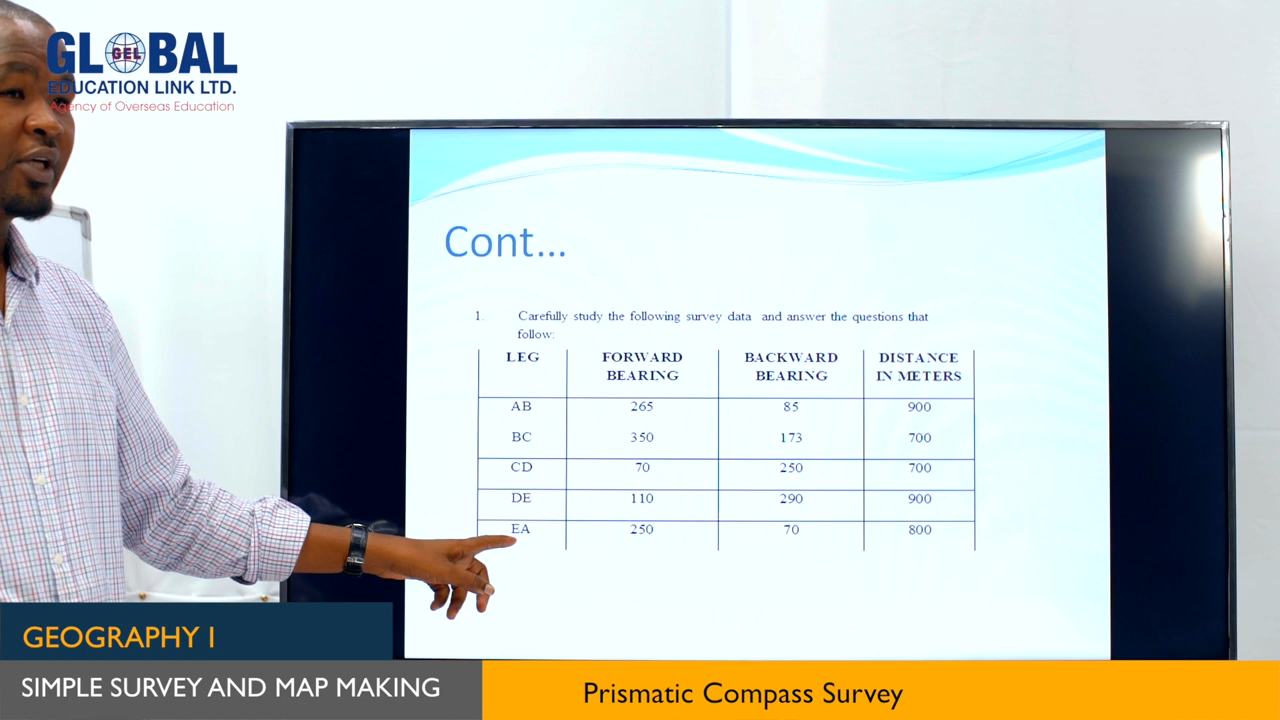 GLOBAL
GEL
EDUCATION LINK LTD.
Agency of Overseas Education
Cont...
1. Carefully study the following survey data and answer the questions that
follow:
LEG FORWARD BEARING BACKWARD BEARING DISTANCE IN METERS
AB 265 85 900
BC 350 173 700
CD 70 250 700
DE 110 290 900
EA 250 70 800
GEOGRAPHY I
SIMPLE SURVEY AND MAP MAKING
Prismatic Compass Survey